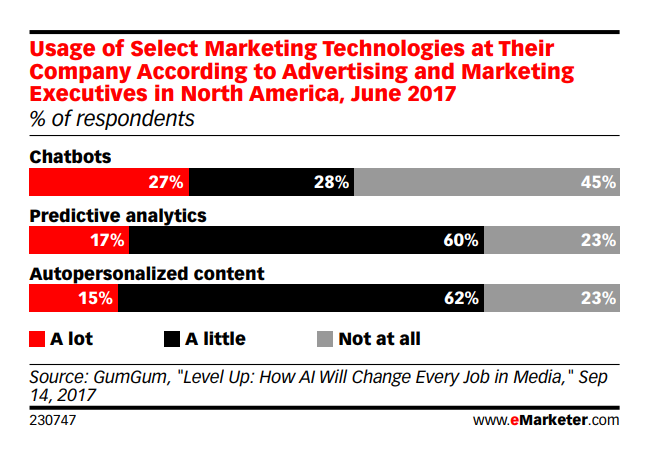 Usage of Select Marketing Technologies at Their
Company According to Advertising and Marketing
Executives in North America, June 2017
% of respondents
Chatbots
27% 28% 45%
Predictive analytics
17% 60% 23%
Autopersonalized content
15% 62% 23%
A lot A little Not at all
Source: GumGum, "Level Up: How AI Will Change Every Job in Media," Sep
14, 2017
230747 www.eMarketer.com